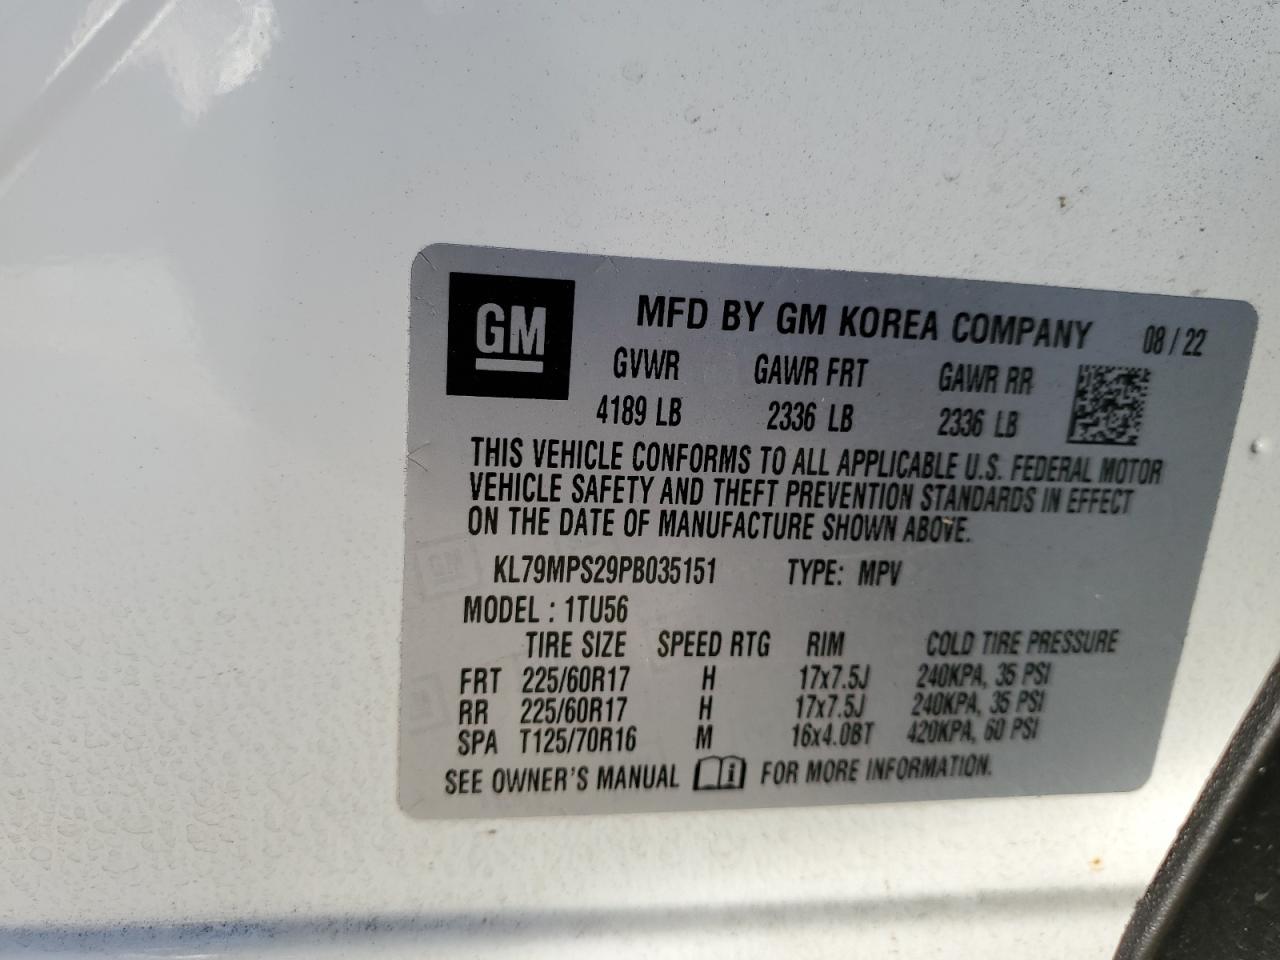 GM
MFD BY GM KOREA COMPANY 08 / 22
GVWR GAWR FRT GAWR RR
4189 LB 2336 LB 2336 LB
THIS VEHICLE CONFORMS TO ALL APPLICABLE U.S. FEDERAL MOTOR
VEHICLE SAFETY AND THEFT PREVENTION STANDARDS IN EFFECT
ON THE DATE OF MANUFACTURE SHOWN ABOVE.
KL79MPS29PB035151 TYPE: MPV
MODEL : 1TU56
TIRE SIZE SPEED RTG RIM COLD TIRE PRESSURE
FRT 225/60R17 H 17x7.5J 240KPA, 35 PSI
RR 225/60R17 H 17x7.5J 240KPA, 35 PSI
SPA T125/70R16 M 16x4.0BT 420KPA, 60 PSI
SEE OWNER'S MANUAL i FOR MORE INFORMATION.